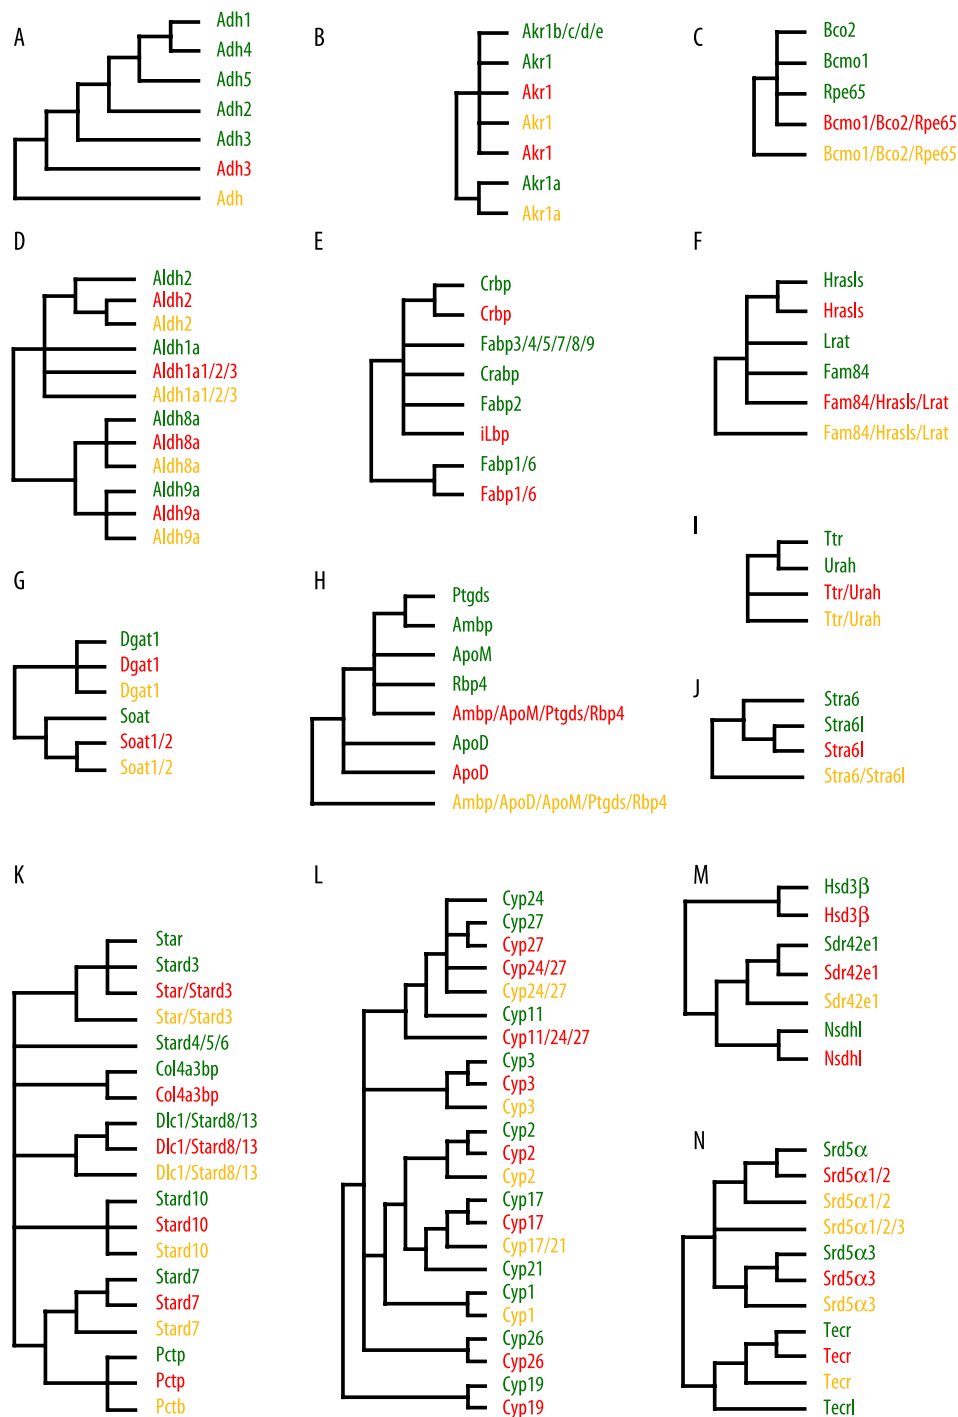 A
Adh1
Adh4
Adh5
Adh2
Adh3
Adh3
Adh
B
Akr1b/c/d/e
Akr1
Akr1
Akr1
Akr1
Akr1a
Akr1a
C
Bco2
Bcmo1
Rpe65
Bcmo1/Bco2/Rpe65
Bcmo1/Bco2/Rpe65
D
Aldh2
Aldh2
Aldh2
Aldh1a
Aldh1a1/2/3
Aldh1a1/2/3
Aldh8a
Aldh8a
Aldh8a
Aldh9a
Aldh9a
Aldh9a
E
Crbp
Crbp
Fabp3/4/5/7/8/9
Crabp
Fabp2
iLbp
Fabp1/6
Fabp1/6
F
Hrasls
Hrasls
Lrat
Fam84
Fam84/Hrasls/Lrat
Fam84/Hrasls/Lrat
G
Dgat1
Dgat1
Dgat1
Soat
Soat1/2
Soat1/2
H
Ptgds
Ambp
ApoM
Rbp4
Ambp/ApoM/Ptgds/Rbp4
ApoD
ApoD
Ambp/ApoD/ApoM/Ptgds/Rbp4
I
Ttr
Urah
Ttr/Urah
Ttr/Urah
J
Stra6
Stra6l
Stra6l
Stra6/Stra6l
K
Star
Stard3
Star/Stard3
Star/Stard3
Stard4/5/6
Col4a3bp
Col4a3bp
Dlc1/Stard8/13
Dlc1/Stard8/13
Dlc1/Stard8/13
Stard10
Stard10
Stard10
Stard7
Stard7
Stard7
Pctp
Pctp
Pctb
L
Cyp24
Cyp27
Cyp27
Cyp24/27
Cyp24/27
Cyp11
Cyp11/24/27
Cyp3
Cyp3
Cyp3
Cyp2
Cyp2
Cyp2
Cyp17
Cyp17
Cyp17/21
Cyp21
Cyp1
Cyp1
Cyp26
Cyp26
Cyp19
Cyp19
M
Hsd3β
Hsd3β
Sdr42e1
Sdr42e1
Sdr42e1
Nsdhl
Nsdhl
N
Srd5α
Srd5α1/2
Srd5α1/2
Srd5α1/2/3
Srd5α3
Srd5α3
Srd5α3
Tecr
Tecr
Tecr
Tecrl